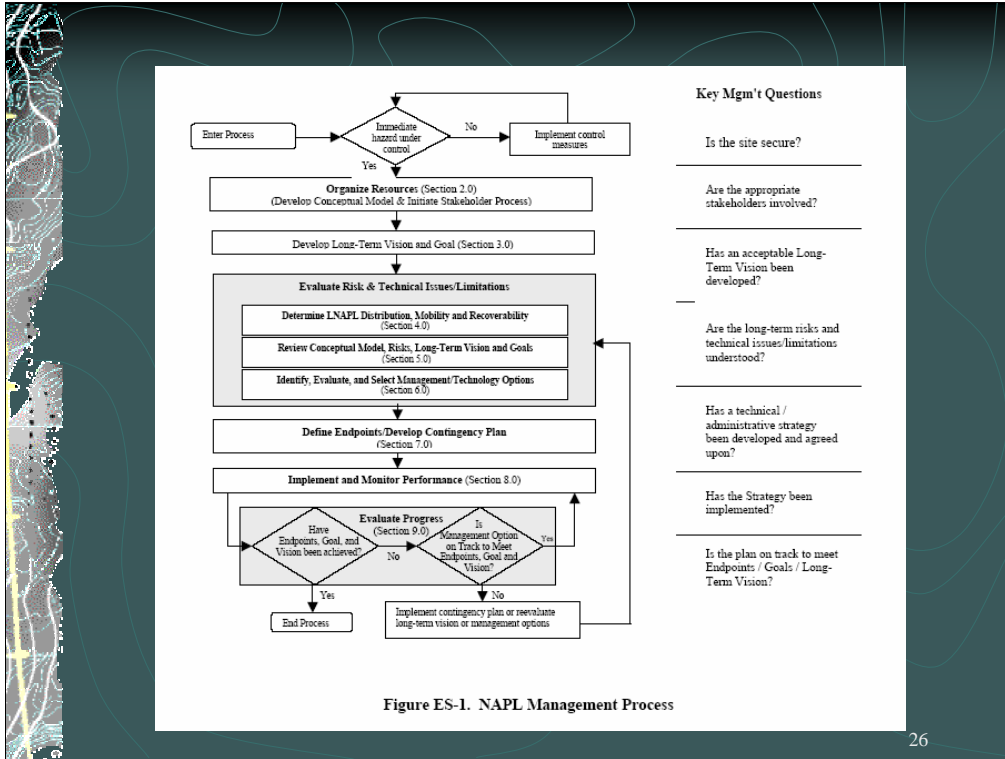 Key Mgm't Questions
Enter Process
Immediate
hazard under
control
No
Implement control
measures
Yes
Is the site secure?
Organize Resources (Section 2.0)
(Develop Conceptual Model & Initiate Stakeholder Process)
Are the appropriate
stakeholders involved?
Develop Long-Term Vision and Goal (Section 3.0)
Has an acceptable Long-
Term Vision been
developed?
Evaluate Risk & Technical Issues/Limitations
Determine LNAPL Distribution, Mobility and Recoverability
(Section 4.0)
Review Conceptual Model, Risks, Long-Term Vision and Goals
(Section 5.0)
Identify, Evaluate, and Select Management/Technology Options
(Section 6.0)
Are the long-term risks and
technical issues/limitations
understood?
Define Endpoints/Develop Contingency Plan
(Section 7.0)
Has a technical /
administrative strategy
been developed and agreed
upon?
Implement and Monitor Performance (Section 8.0)
Has the Strategy been
implemented?
Evaluate Progress
(Section 9.0)
Have
Endpoints, Goal, and
Vision been achieved?
No
Is
Management Option
on Track to Meet
Endpoints, Goal and
Vision?
Yes
Is the plan on track to meet
Endpoints / Goals / Long-
Term Vision?
Yes
End Process
No
Implement contingency plan or reevaluate
long-term vision or management options
Figure ES-1. NAPL Management Process
26